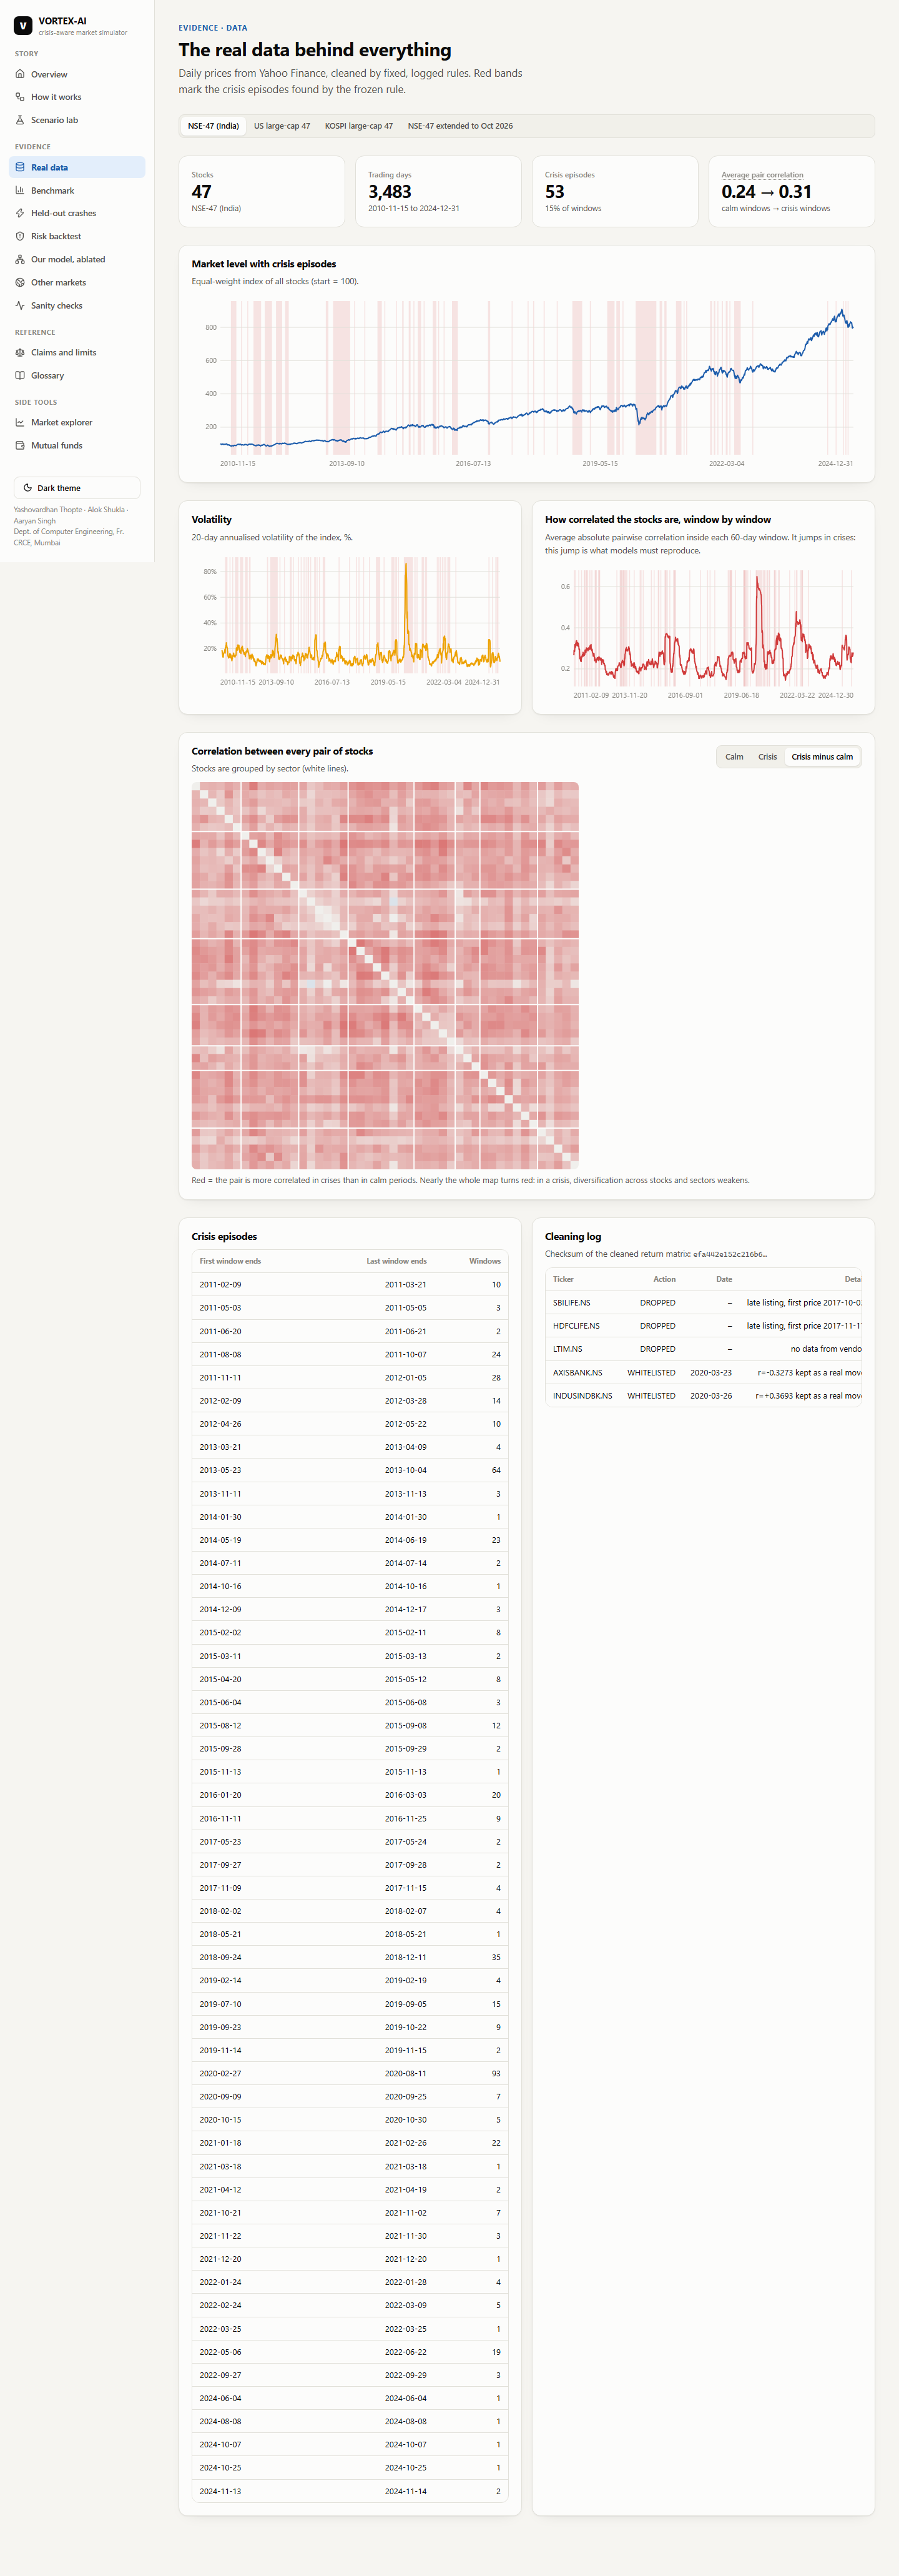 V
VORTEX-AI
crisis-aware market simulator
STORY
Overview
How it works
Scenario lab
EVIDENCE
Real data
Benchmark
Held-out crashes
Risk backtest
Our model, ablated
Other markets
Sanity checks
REFERENCE
Claims and limits
Glossary
SIDE TOOLS
Market explorer
Mutual funds
Dark theme
Yashovardhan Thopte · Alok Shukla ·
Aaryan Singh
Dept. of Computer Engineering, Fr.
CRCE, Mumbai
EVIDENCE · DATA
The real data behind everything
Daily prices from Yahoo Finance, cleaned by fixed, logged rules. Red bands
mark the crisis episodes found by the frozen rule.
NSE-47 (India) US large-cap 47 KOSPI large-cap 47 NSE-47 extended to Oct 2026
Stocks
47
NSE-47 (India)
Trading days
3,483
2010-11-15 to 2024-12-31
Crisis episodes
53
15% of windows
Average pair correlation
0.24 → 0.31
calm windows → crisis windows
Market level with crisis episodes
Equal-weight index of all stocks (start = 100).
800
600
400
200
2010-11-15 2013-09-10 2016-07-13 2019-05-15 2022-03-04 2024-12-31
Volatility
20-day annualised volatility of the index, %.
80%
60%
40%
20%
2010-11-15 2013-09-10 2016-07-13 2019-05-15 2022-03-04 2024-12-31
How correlated the stocks are, window by window
Average absolute pairwise correlation inside each 60-day window. It jumps in crises:
this jump is what models must reproduce.
0.6
0.4
0.2
2011-02-09 2013-11-20 2016-09-01 2019-06-18 2022-03-22 2024-12-30
Correlation between every pair of stocks
Stocks are grouped by sector (white lines).
Calm Crisis Crisis minus calm
Red = the pair is more correlated in crises than in calm periods. Nearly the whole map turns red: in a crisis, diversification across stocks and sectors weakens.
Crisis episodes
First window ends Last window ends Windows
2011-02-09 2011-03-21 10
2011-05-03 2011-05-05 3
2011-06-20 2011-06-21 2
2011-08-08 2011-10-07 24
2011-11-11 2012-01-05 28
2012-02-09 2012-03-28 14
2012-04-26 2012-05-22 10
2013-03-21 2013-04-09 4
2013-05-23 2013-10-04 64
2013-11-11 2013-11-13 3
2014-01-30 2014-01-30 1
2014-05-19 2014-06-19 23
2014-07-11 2014-07-14 2
2014-10-16 2014-10-16 1
2014-12-09 2014-12-17 3
2015-02-02 2015-02-11 8
2015-03-11 2015-03-13 2
2015-04-20 2015-05-12 8
2015-06-04 2015-06-08 3
2015-08-12 2015-09-08 12
2015-09-28 2015-09-29 2
2015-11-13 2015-11-13 1
2016-01-20 2016-03-03 20
2016-11-11 2016-11-25 9
2017-05-23 2017-05-24 2
2017-09-27 2017-09-28 2
2017-11-09 2017-11-15 4
2018-02-02 2018-02-07 4
2018-05-21 2018-05-21 1
2018-09-24 2018-12-11 35
2019-02-14 2019-02-19 4
2019-07-10 2019-09-05 15
2019-09-23 2019-10-22 9
2019-11-14 2019-11-15 2
2020-02-27 2020-08-11 93
2020-09-09 2020-09-25 7
2020-10-15 2020-10-30 5
2021-01-18 2021-02-26 22
2021-03-18 2021-03-18 1
2021-04-12 2021-04-19 2
2021-10-21 2021-11-02 7
2021-11-22 2021-11-30 3
2021-12-20 2021-12-20 1
2022-01-24 2022-01-28 4
2022-02-24 2022-03-09 5
2022-03-25 2022-03-25 1
2022-05-06 2022-06-22 19
2022-09-27 2022-09-29 3
2024-06-04 2024-06-04 1
2024-08-08 2024-08-08 1
2024-10-07 2024-10-07 1
2024-10-25 2024-10-25 1
2024-11-13 2024-11-14 2
Cleaning log
Checksum of the cleaned return matrix: efa442e152c216b6…
Ticker Action Date
SBILIFE.NS DROPPED – late listing, first price
HDFCLIFE.NS DROPPED – late listing, first price
LTIM.NS DROPPED – no data from
AXISBANK.NS WHITELISTED 2020-03-23 r=-0.3273 kept as a real
INDUSINDBK.NS WHITELISTED 2020-03-26 r=+0.3693 kept as a real